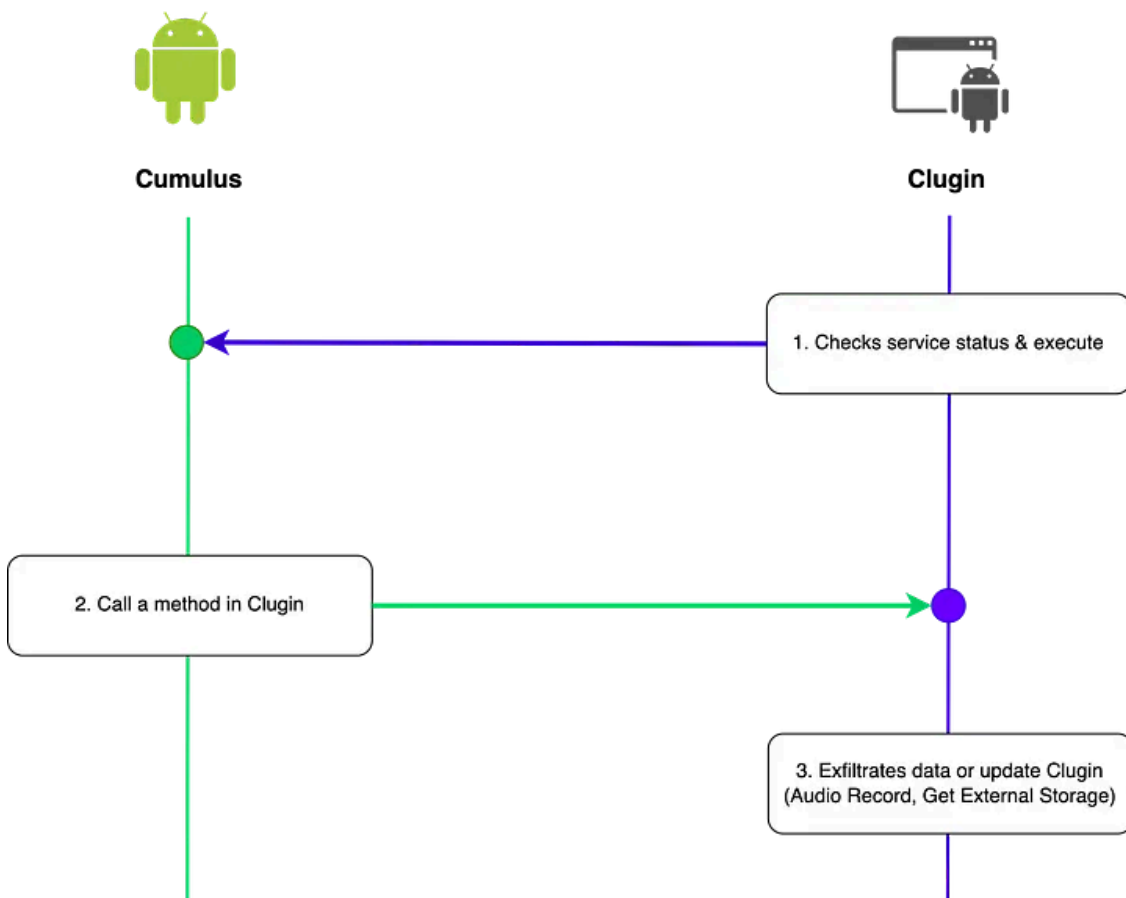 Cumulus
Clugin
1. Checks service status & execute
2. Call a method in Clugin
3. Exfiltrates data or update Clugin
(Audio Record, Get External Storage)